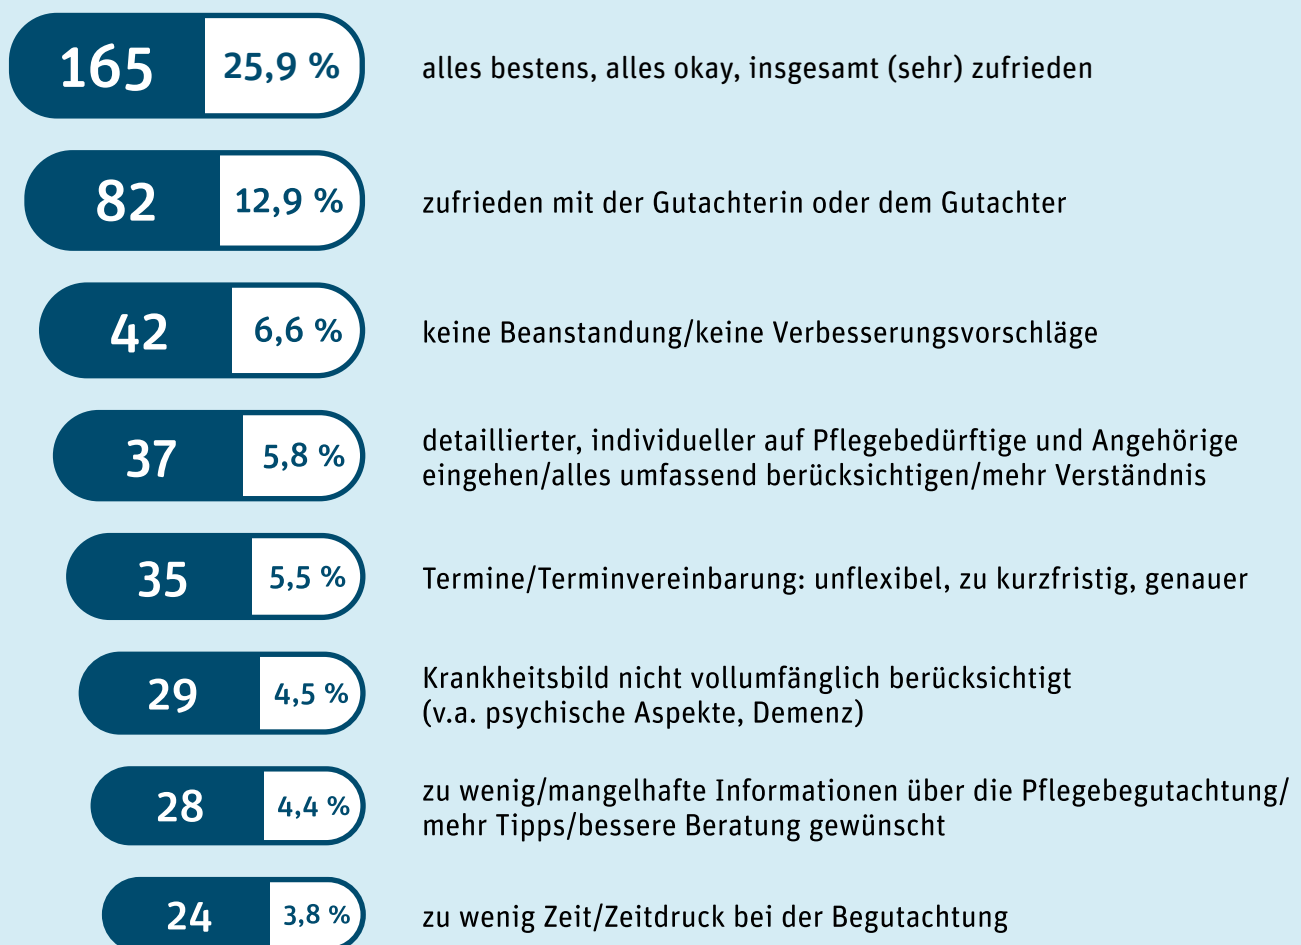 165 25,9 % alles bestens, alles okay, insgesamt (sehr) zufrieden
82 12,9 % zufrieden mit der Gutachterin oder dem Gutachter
42 6,6 % keine Beanstandung/keine Verbesserungsvorschläge
37 5,8 % detaillierter, individueller auf Pflegebedürftige und Angehörige
eingehen/alles umfassend berücksichtigen/mehr Verständnis
35 5,5 % Termine/Terminvereinbarung: unflexibel, zu kurzfristig, genauer
29 4,5 % Krankheitsbild nicht vollumfänglich berücksichtigt
(v.a. psychische Aspekte, Demenz)
28 4,4 % zu wenig/mangelhafte Informationen über die Pflegebegutachtung/
mehr Tipps/bessere Beratung gewünscht
24 3,8 % zu wenig Zeit/Zeitdruck bei der Begutachtung